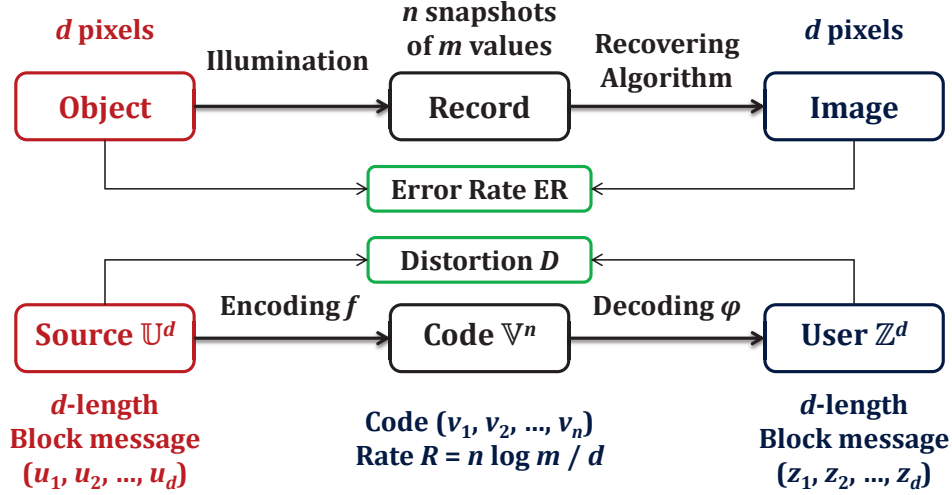 d pixels
n snapshots
of m values
d pixels
Illumination
Recovering
Algorithm
Object
Record
Image
Error Rate ER
Distortion D
Encoding f
Decoding φ
Source 𝕌ᵈ
Code 𝕍ⁿ
User ℤᵈ
d-length
Block message
(u₁, u₂, ..., u_d)
Code (v₁, v₂, ..., vₙ)
Rate R = n log m / d
d-length
Block message
(z₁, z₂, ..., z_d)